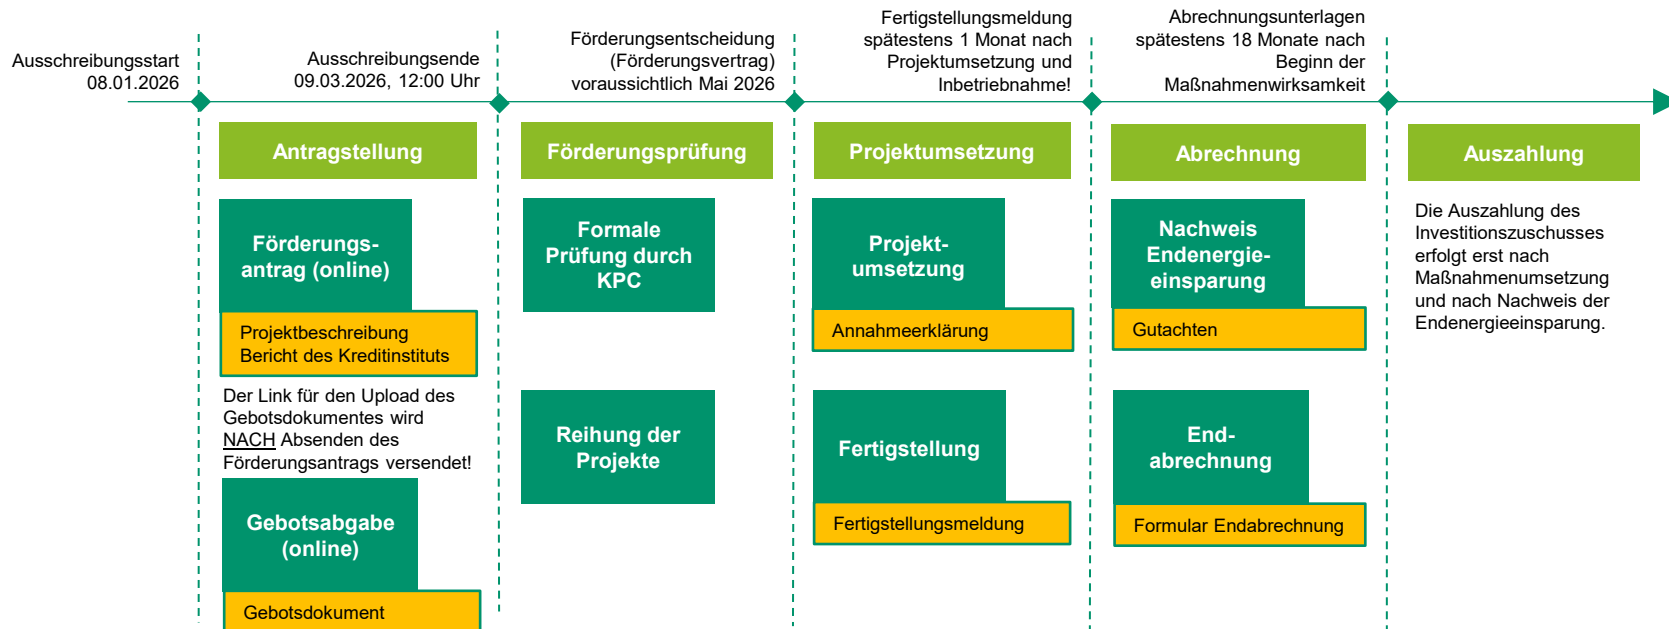 Ausschreibungsstart
08.01.2026
Ausschreibungsende
09.03.2026, 12:00 Uhr
Förderungsentscheidung
(Förderungsvertrag)
voraussichtlich Mai 2026
Fertigstellungsmeldung
spätestens 1 Monat nach
Projektumsetzung und
Inbetriebnahme!
Abrechnungsunterlagen
spätestens 18 Monate nach
Beginn der
Maßnahmenwirksamkeit
Antragstellung
Förderungs-
antrag (online)
Projektbeschreibung
Bericht des Kreditinstituts
Der Link für den Upload des
Gebotsdokumentes wird
NACH Absenden des
Förderungsantrags versendet!
Gebotsabgabe
(online)
Gebotsdokument
Förderungsprüfung
Formale
Prüfung durch
KPC
Reihung der
Projekte
Projektumsetzung
Projekt-
umsetzung
Annahmeerklärung
Fertigstellung
Fertigstellungsmeldung
Abrechnung
Nachweis
Endenergie-
einsparung
Gutachten
End-
abrechnung
Formular Endabrechnung
Auszahlung
Die Auszahlung des
Investitionszuschusses
erfolgt erst nach
Maßnahmenumsetzung
und nach Nachweis der
Endenergieeinsparung.